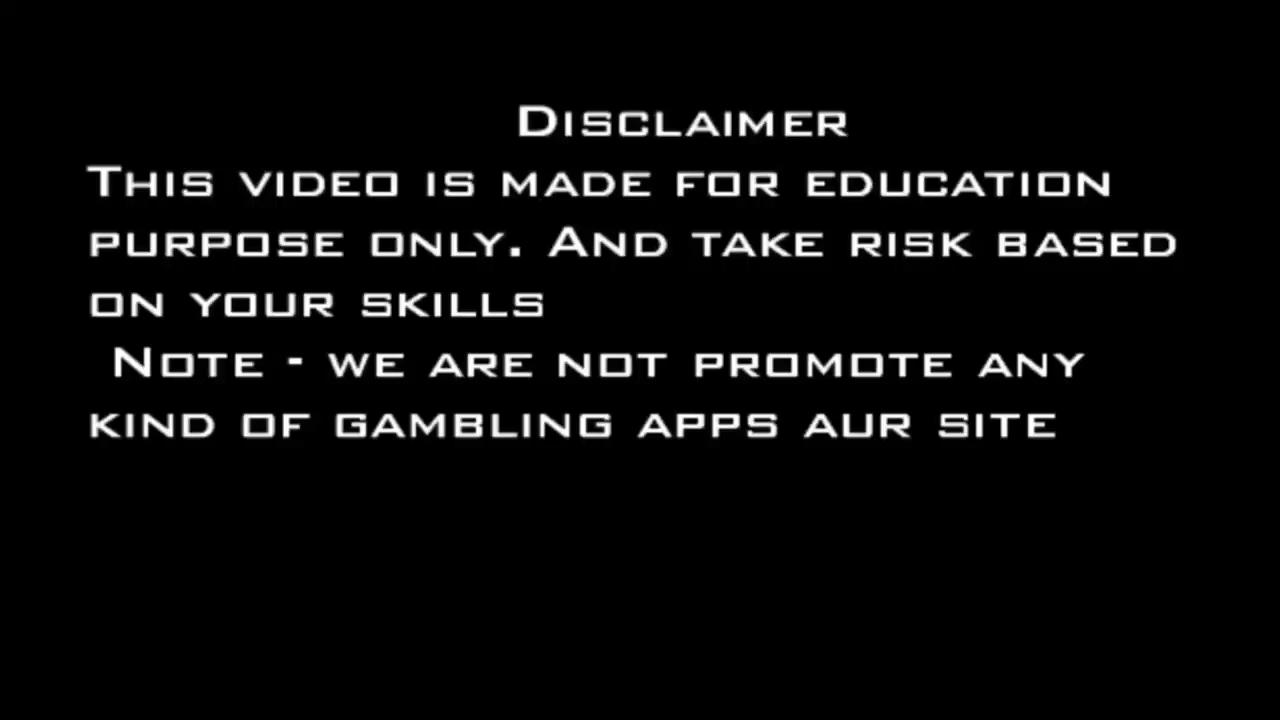 Disclaimer
This video is made for education
purpose only. And take risk based
on your skills
Note - we are not promote any
kind of gambling apps aur site